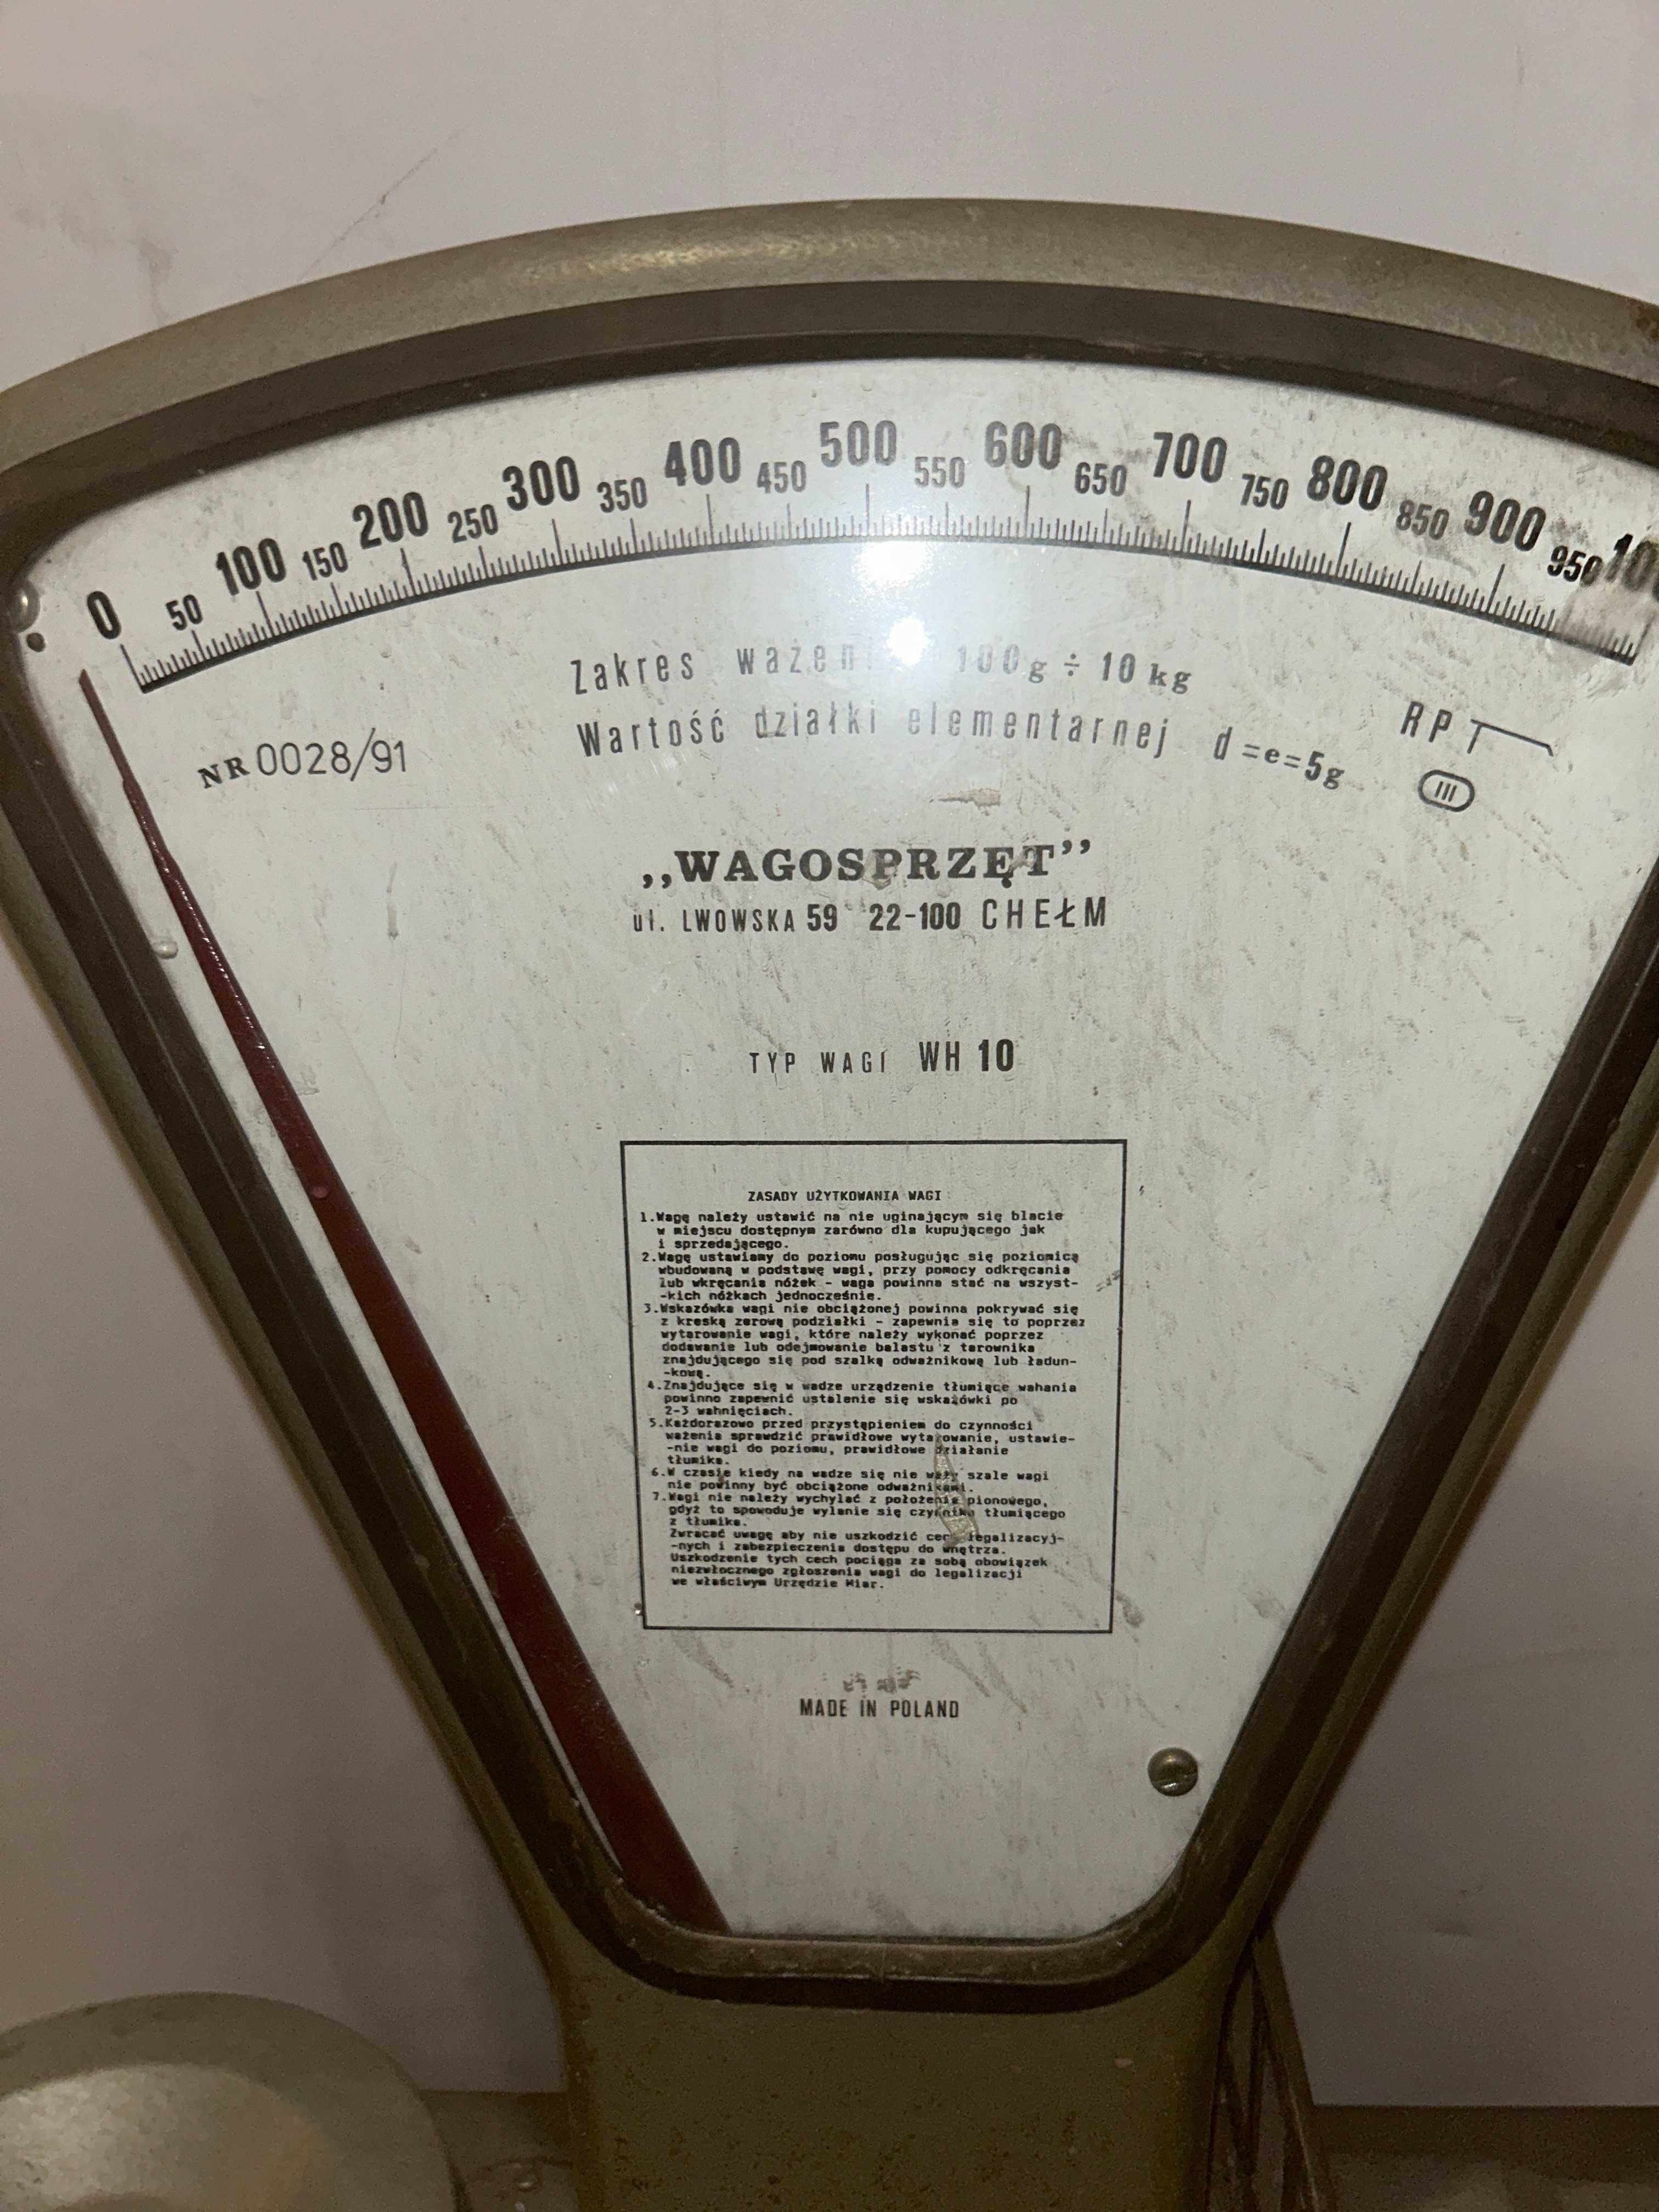 0 50 100 150 200 250 300 350 400 450 500 550 600 650 700 750 800 850 900 950
Zakres 100g ÷ 10 kg
Wartość działki elementarnej d=e=5g
RP T
III
NR 0028/91
„WAGOSPRZĘT”
ul. LWOWSKA 59 22-100 CHEŁM
TYP WAGI WH 10
ZASADY UŻYTKOWANIA WAGI
1.Wagę należy ustawić na nie uginającym się blacie
w miejscu dostępnym zarówno dla kupującego jak
i sprzedającego.
2.Wagę ustawiamy do poziomu posługując się poziomicą
wbudowaną w podstawę wagi, przy pomocy odkręcania
lub wkręcania nóżek - waga powinna stać na wszyst-
-kich nóżkach jednocześnie.
3.Wskazówka wagi nie obciążonej powinna pokrywać się
z kreską zerową podziałki - zapewnia się to poprzez
wytarowanie wagi, które należy wykonać poprzez
dodawanie lub odejmowanie balastu z tarownika
znajdującego się pod szalką odważnikową lub ładun-
-kową.
4.Znajdujące się w wadze urządzenie tłumiące wahania
powinno zapewnić ustalenie się wskazówki po
2-3 wahnięciach.
5.Każdorazowo przed przystąpieniem do czynności
ważenia sprawdzić prawidłowe wytarowanie, ustawie-
-nie wagi do poziomu, prawidłowe działanie
tłumika.
6.W czasie kiedy na wadze się nie waży szale wagi
nie powinny być obciążone odważnikami.
7.Wagi nie należy wychylać z położenia pionowego,
gdyż to spowoduje wylanie się czynnika tłumiącego
z tłumika.
Zwracać uwagę aby nie uszkodzić cech legalizacyj-
-nych i zabezpieczenia dostępu do wnętrza.
Uszkodzenie tych cech pociąga za sobą obowiązek
niezwłocznego zgłoszenia wagi do legalizacji
we właściwym Urzędzie Miar.
MADE IN POLAND